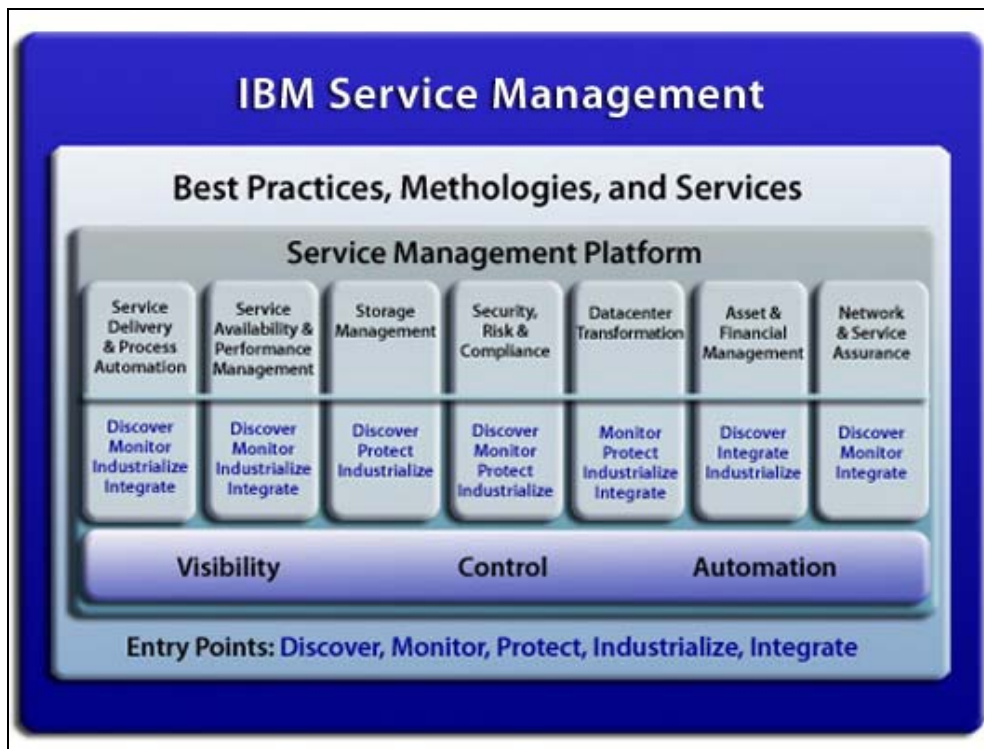 IBM Service Management
Best Practices, Methologies, and Services
Service Management Platform
Service
Delivery
& Process
Automation
Service
Availability &
Performance
Management
Storage
Management
Security,
Risk &
Compliance
Datacenter
Transformation
Asset &
Financial
Management
Network
& Service
Assurance
Discover
Monitor
Industrialize
Integrate
Discover
Monitor
Industrialize
Integrate
Discover
Protect
Industrialize
Discover
Monitor
Protect
Industrialize
Monitor
Protect
Industrialize
Integrate
Discover
Integrate
Industrialize
Discover
Monitor
Integrate
Visibility Control Automation
Entry Points: Discover, Monitor, Protect, Industrialize, Integrate